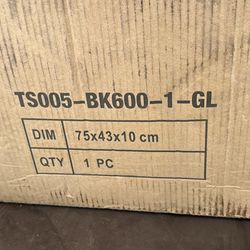 TS005-BK600-1-GL
DIM 75x43x10 cm
QTY 1 PC